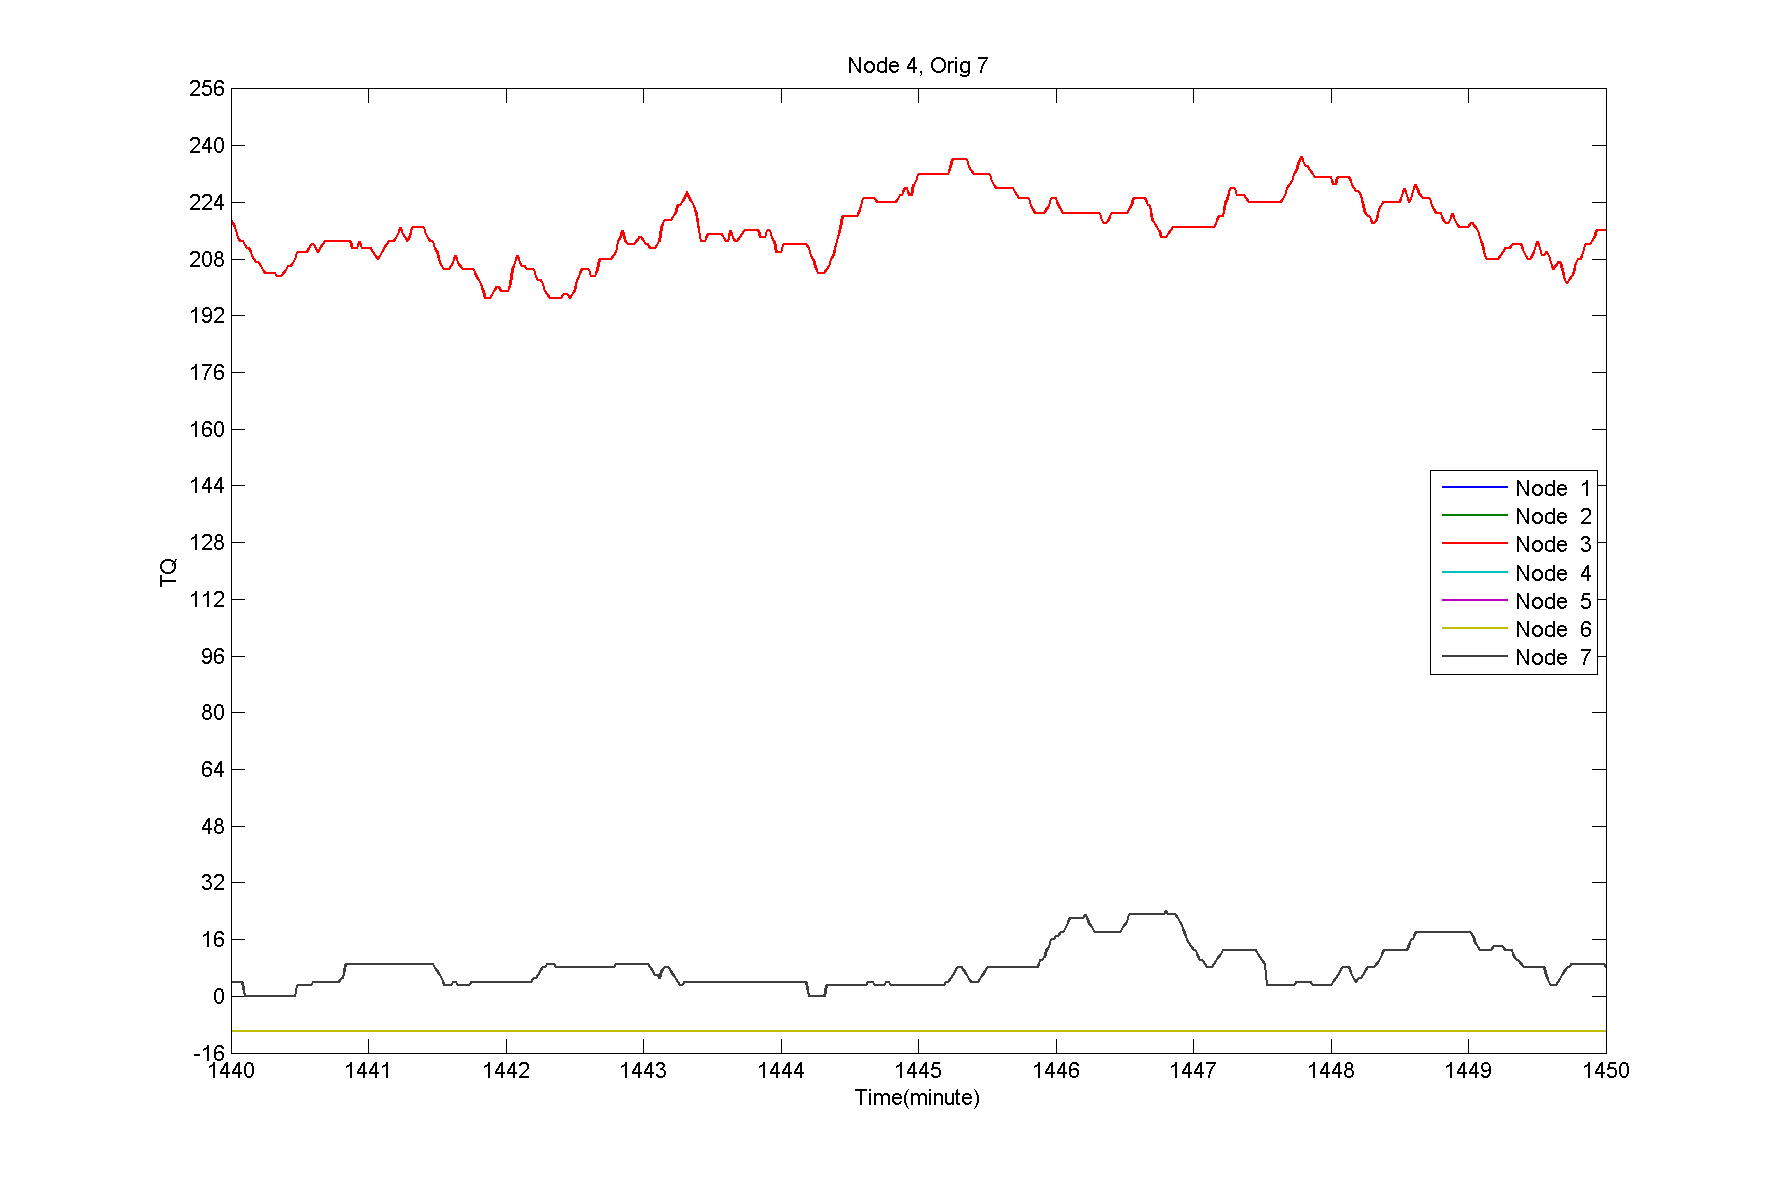 Node 4, Orig 7
256
240
224
208
192
176
160
144
128
112
96
80
64
48
32
16
0
-16
TQ
Node 1
Node 2
Node 3
Node 4
Node 5
Node 6
Node 7
1440 1441 1442 1443 1444 1445 1446 1447 1448 1449 1450
Time(minute)